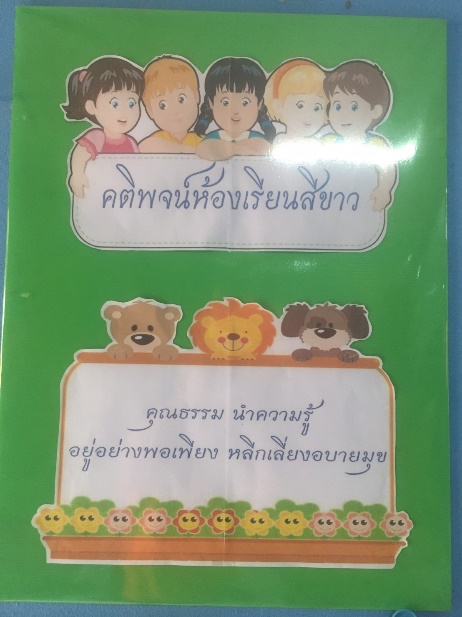 คติพจน์ห้องเรียนสีขาว
คุณธรรม นำความรู้
อยู่อย่างพอเพียง หลีกเลี่ยงอบายมุข